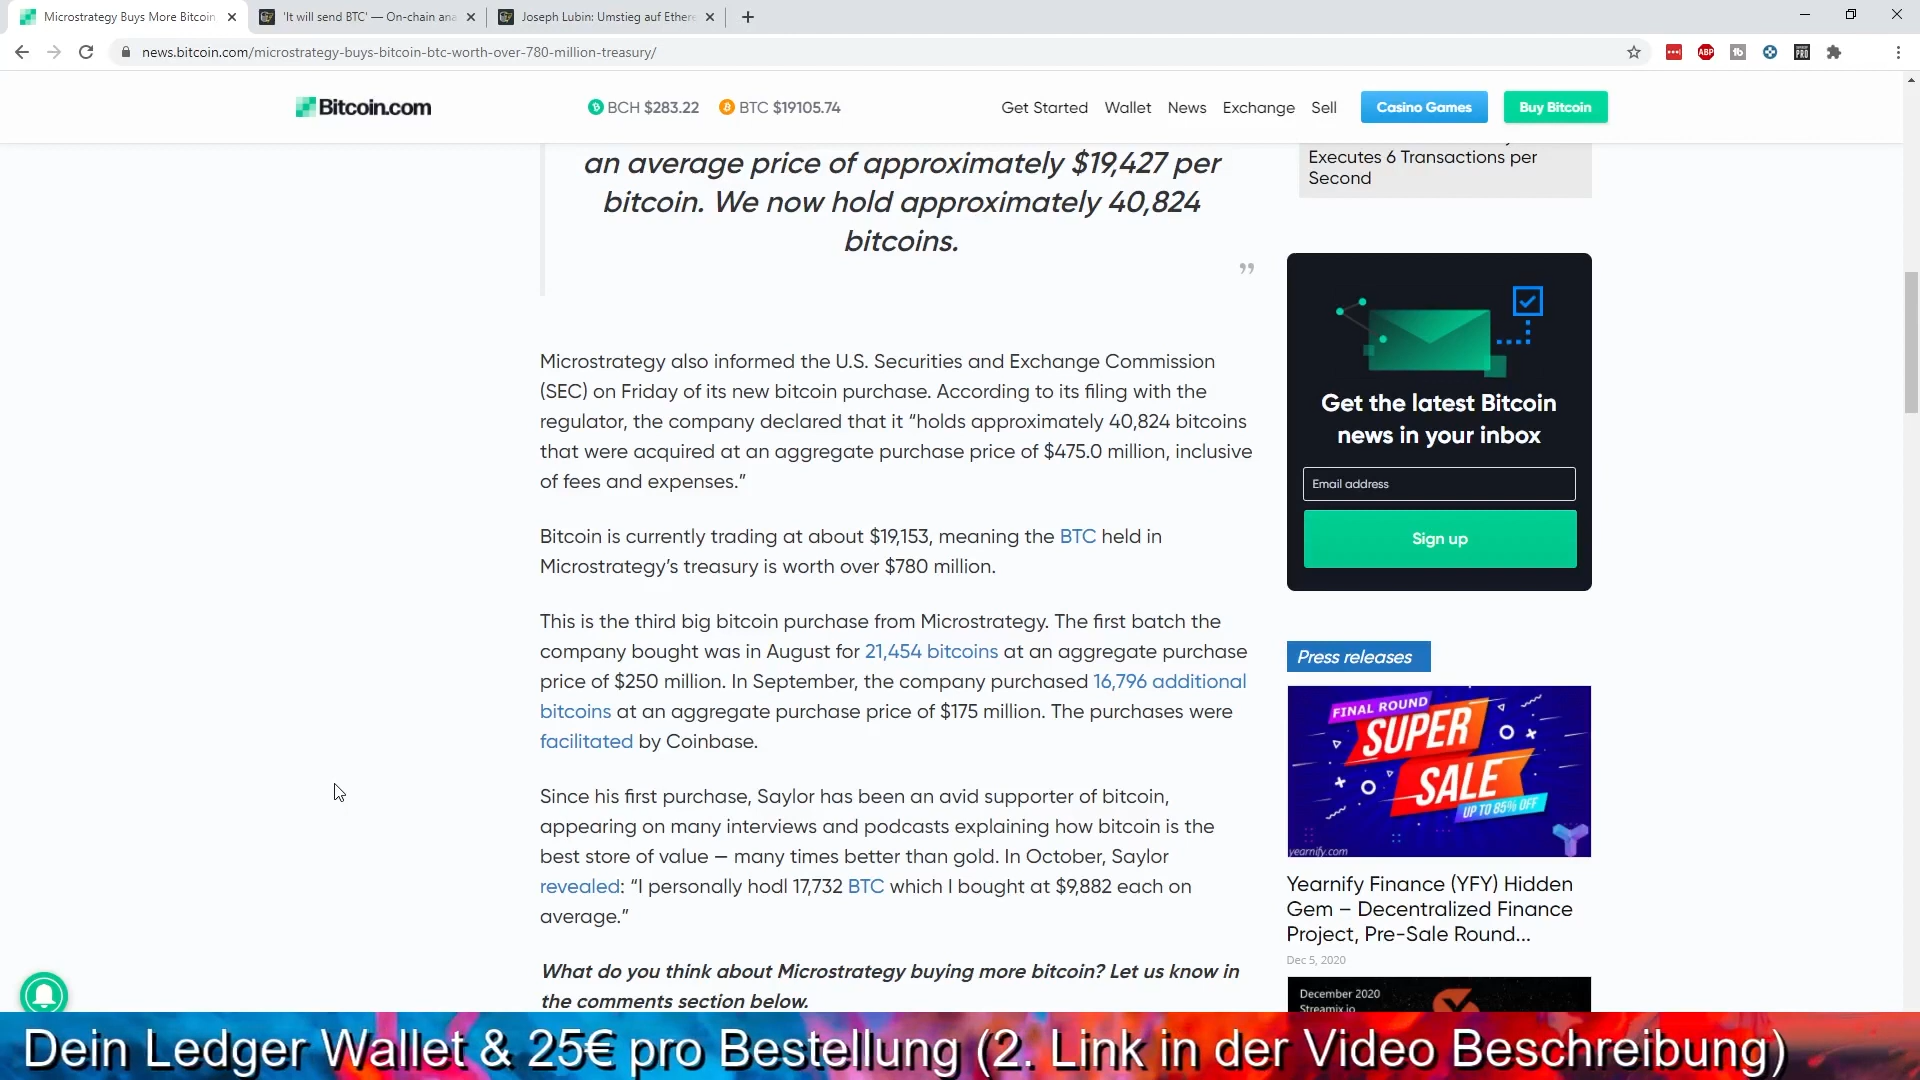 Microstrategy Buys More Bitcoin
'It will send BTC' — On-chain ana
Joseph Lubin: Umstieg auf Ethere
news.bitcoin.com/microstrategy-buys-bitcoin-btc-worth-over-780-million-treasury/
ABP
PRO
Bitcoin.com
BCH $283.22
BTC $19105.74
Get Started
Wallet
News
Exchange
Sell
Casino Games
Buy Bitcoin
an average price of approximately $19,427 per
bitcoin. We now hold approximately 40,824
bitcoins.
”
Microstrategy also informed the U.S. Securities and Exchange Commission
(SEC) on Friday of its new bitcoin purchase. According to its filing with the
regulator, the company declared that it “holds approximately 40,824 bitcoins
that were acquired at an aggregate purchase price of $475.0 million, inclusive
of fees and expenses.”
Bitcoin is currently trading at about $19,153, meaning the BTC held in
Microstrategy’s treasury is worth over $780 million.
This is the third big bitcoin purchase from Microstrategy. The first batch the
company bought was in August for 21,454 bitcoins at an aggregate purchase
price of $250 million. In September, the company purchased 16,796 additional
bitcoins at an aggregate purchase price of $175 million. The purchases were
facilitated by Coinbase.
Since his first purchase, Saylor has been an avid supporter of bitcoin,
appearing on many interviews and podcasts explaining how bitcoin is the
best store of value — many times better than gold. In October, Saylor
revealed: “I personally hodl 17,732 BTC which I bought at $9,882 each on
average.”
What do you think about Microstrategy buying more bitcoin? Let us know in
the comments section below.
Executes 6 Transactions per
Second
Get the latest Bitcoin
news in your inbox
Email address
Sign up
Press releases
FINAL ROUND
SUPER
SALE
UP TO 85% OFF
yearnify.com
Yearnify Finance (YFY) Hidden
Gem – Decentralized Finance
Project, Pre-Sale Round...
Dec 5, 2020
December 2020
Streamix.io
Dein Ledger Wallet & 25€ pro Bestellung (2. Link in der Video Beschreibung)